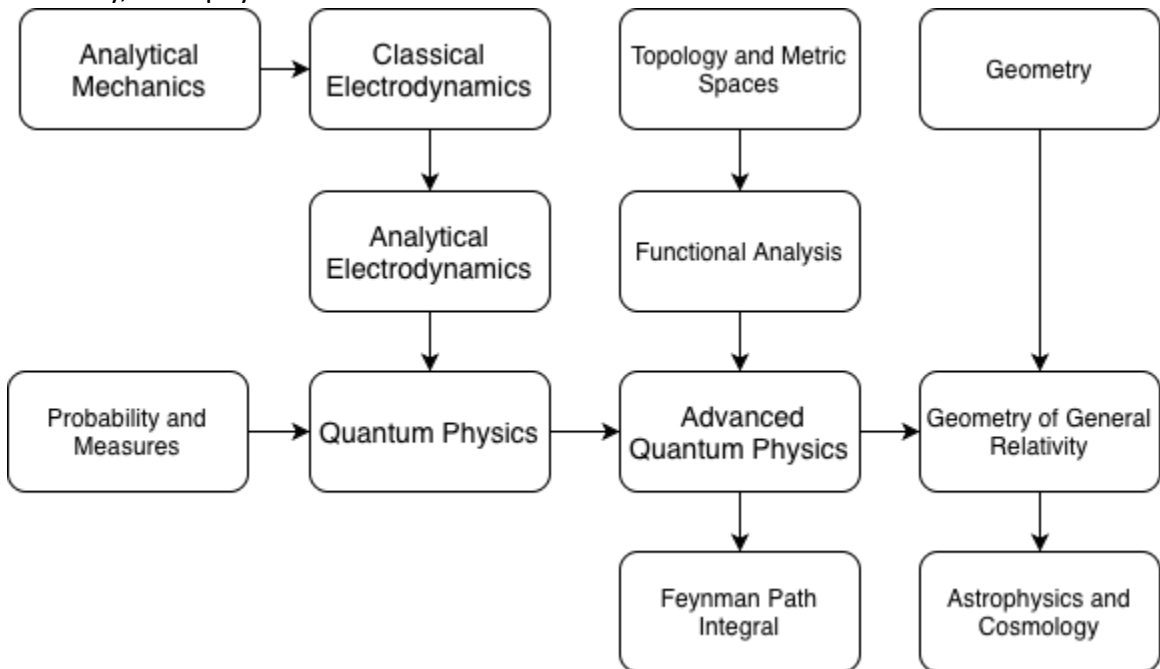 Analytical
Mechanics
Classical
Electrodynamics
Topology and Metric
Spaces
Geometry
Analytical
Electrodynamics
Functional Analysis
Probability and
Measures
Quantum Physics
Advanced
Quantum Physics
Geometry of General
Relativity
Feynman Path
Integral
Astrophysics and
Cosmology